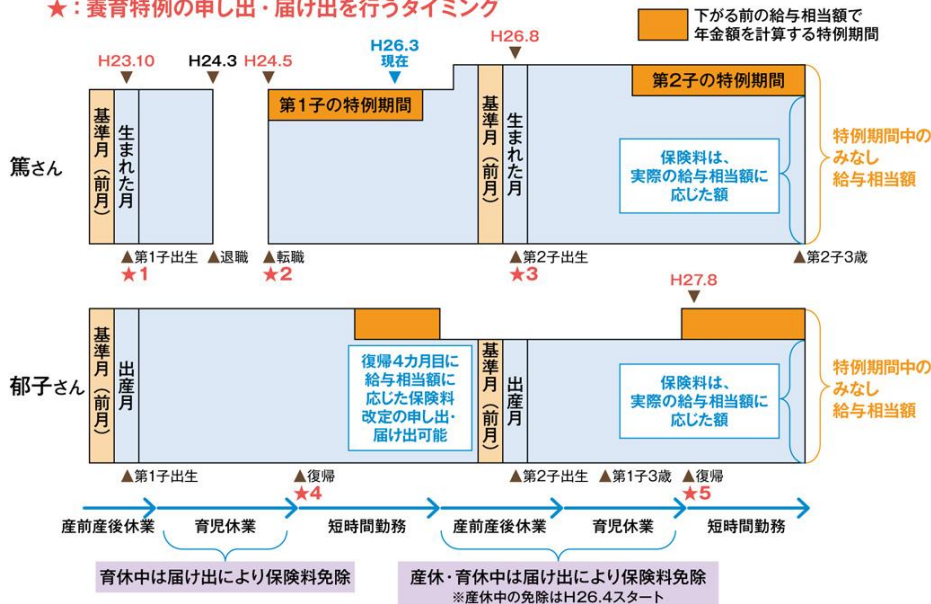 ★：養育特例の申し出・届け出を行うタイミング
下がる前の給与相当額で
年金額を計算する特例期間
H23.10
H24.3
H24.5
H26.3
現在
H26.8
篤さん
基準月（前月）
生まれた月
第1子の特例期間
基準月（前月）
生まれた月
第2子の特例期間
保険料は、
実際の給与相当額に
応じた額
特例期間中の
みなし
給与相当額
▲第1子出生
▲退職
▲転職
▲第2子出生
▲第2子3歳
★1
★2
★3
H27.8
郁子さん
基準月（前月）
出産月
復帰4カ月目に
給与相当額に
応じた保険料
改定の申し出・
届け出可能
基準月（前月）
出産月
保険料は、
実際の給与相当額に
応じた額
特例期間中の
みなし
給与相当額
▲第1子出生
▲復帰
▲第2子出生
▲第1子3歳
▲復帰
★4
★5
産前産後休業
育児休業
短時間勤務
産前産後休業
育児休業
短時間勤務
育休中は届け出により保険料免除
産休・育休中は届け出により保険料免除
※産休中の免除はH26.4スタート